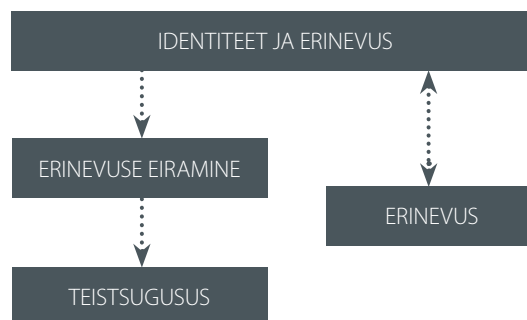 IDENTITEET JA ERINEVUS
ERINEVUSE EIRAMINE
ERINEVUS
TEISTSUGUSUS